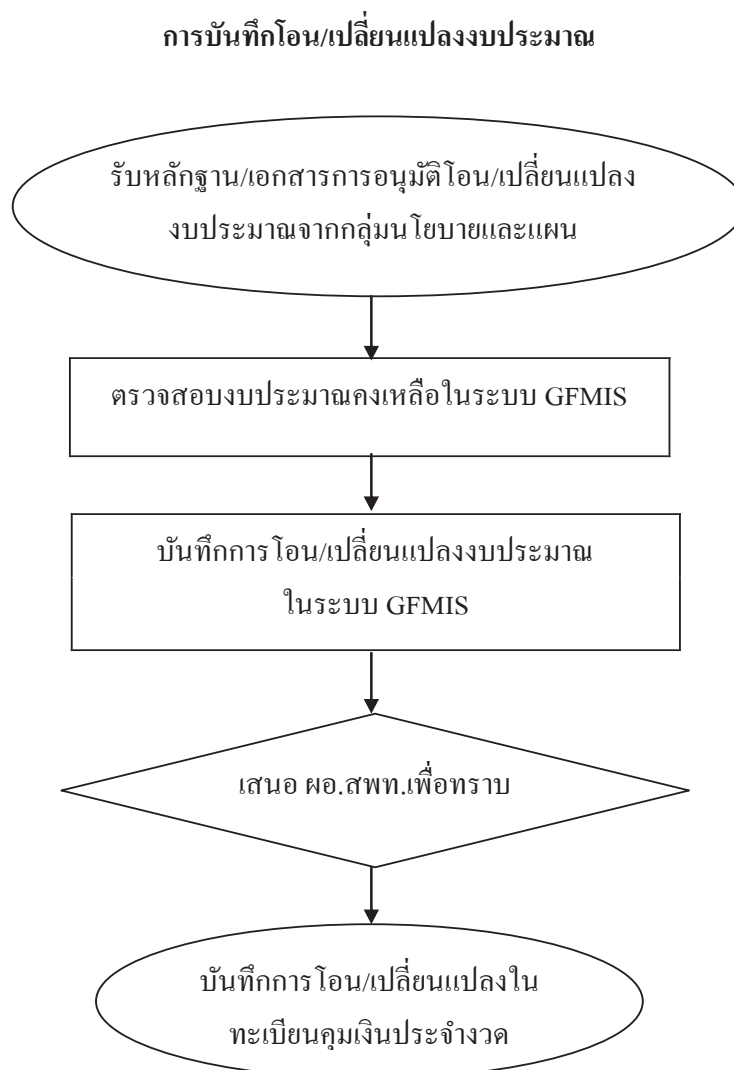 การบันทึกโอน/เปลี่ยนแปลงงบประมาณ
รับหลักฐาน/เอกสารการอนุมัติโอน/เปลี่ยนแปลง
งบประมาณจากกลุ่มนโยบายและแผน
ตรวจสอบงบประมาณคงเหลือในระบบ GFMIS
บันทึกการโอน/เปลี่ยนแปลงงบประมาณ
ในระบบ GFMIS
เสนอ ผอ.สพท.เพื่อทราบ
บันทึกการโอน/เปลี่ยนแปลงใน
ทะเบียนคุมเงินประจำงวด